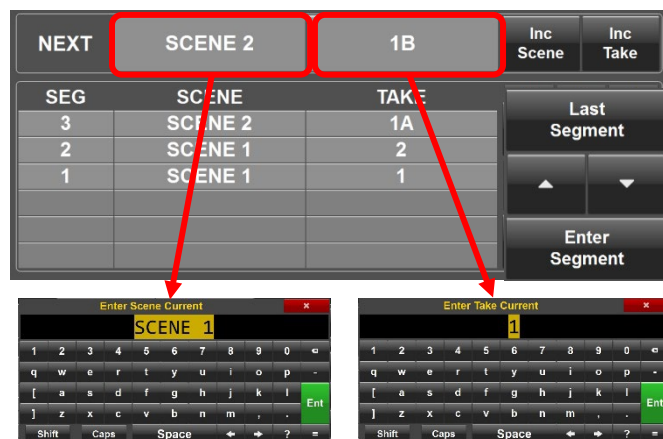 NEXT SCENE 2 1B Inc Scene Inc Take
SEG SCENE TAKE
3 SCENE 2 1A
2 SCENE 1 2
1 SCENE 1 1
Last Segment
Enter Segment
Enter Scene Current ×
SCENE 1
1 2 3 4 5 6 7 8 9 0
q w e r t y u i o p -
[ a s d f g h j k l Ent
] z x c v b n m , .
Shift Caps Space ? =
Enter Take Current ×
1
1 2 3 4 5 6 7 8 9 0
q w e r t y u i o p -
[ a s d f g h j k l Ent
] z x c v b n m , .
Shift Caps Space ? =